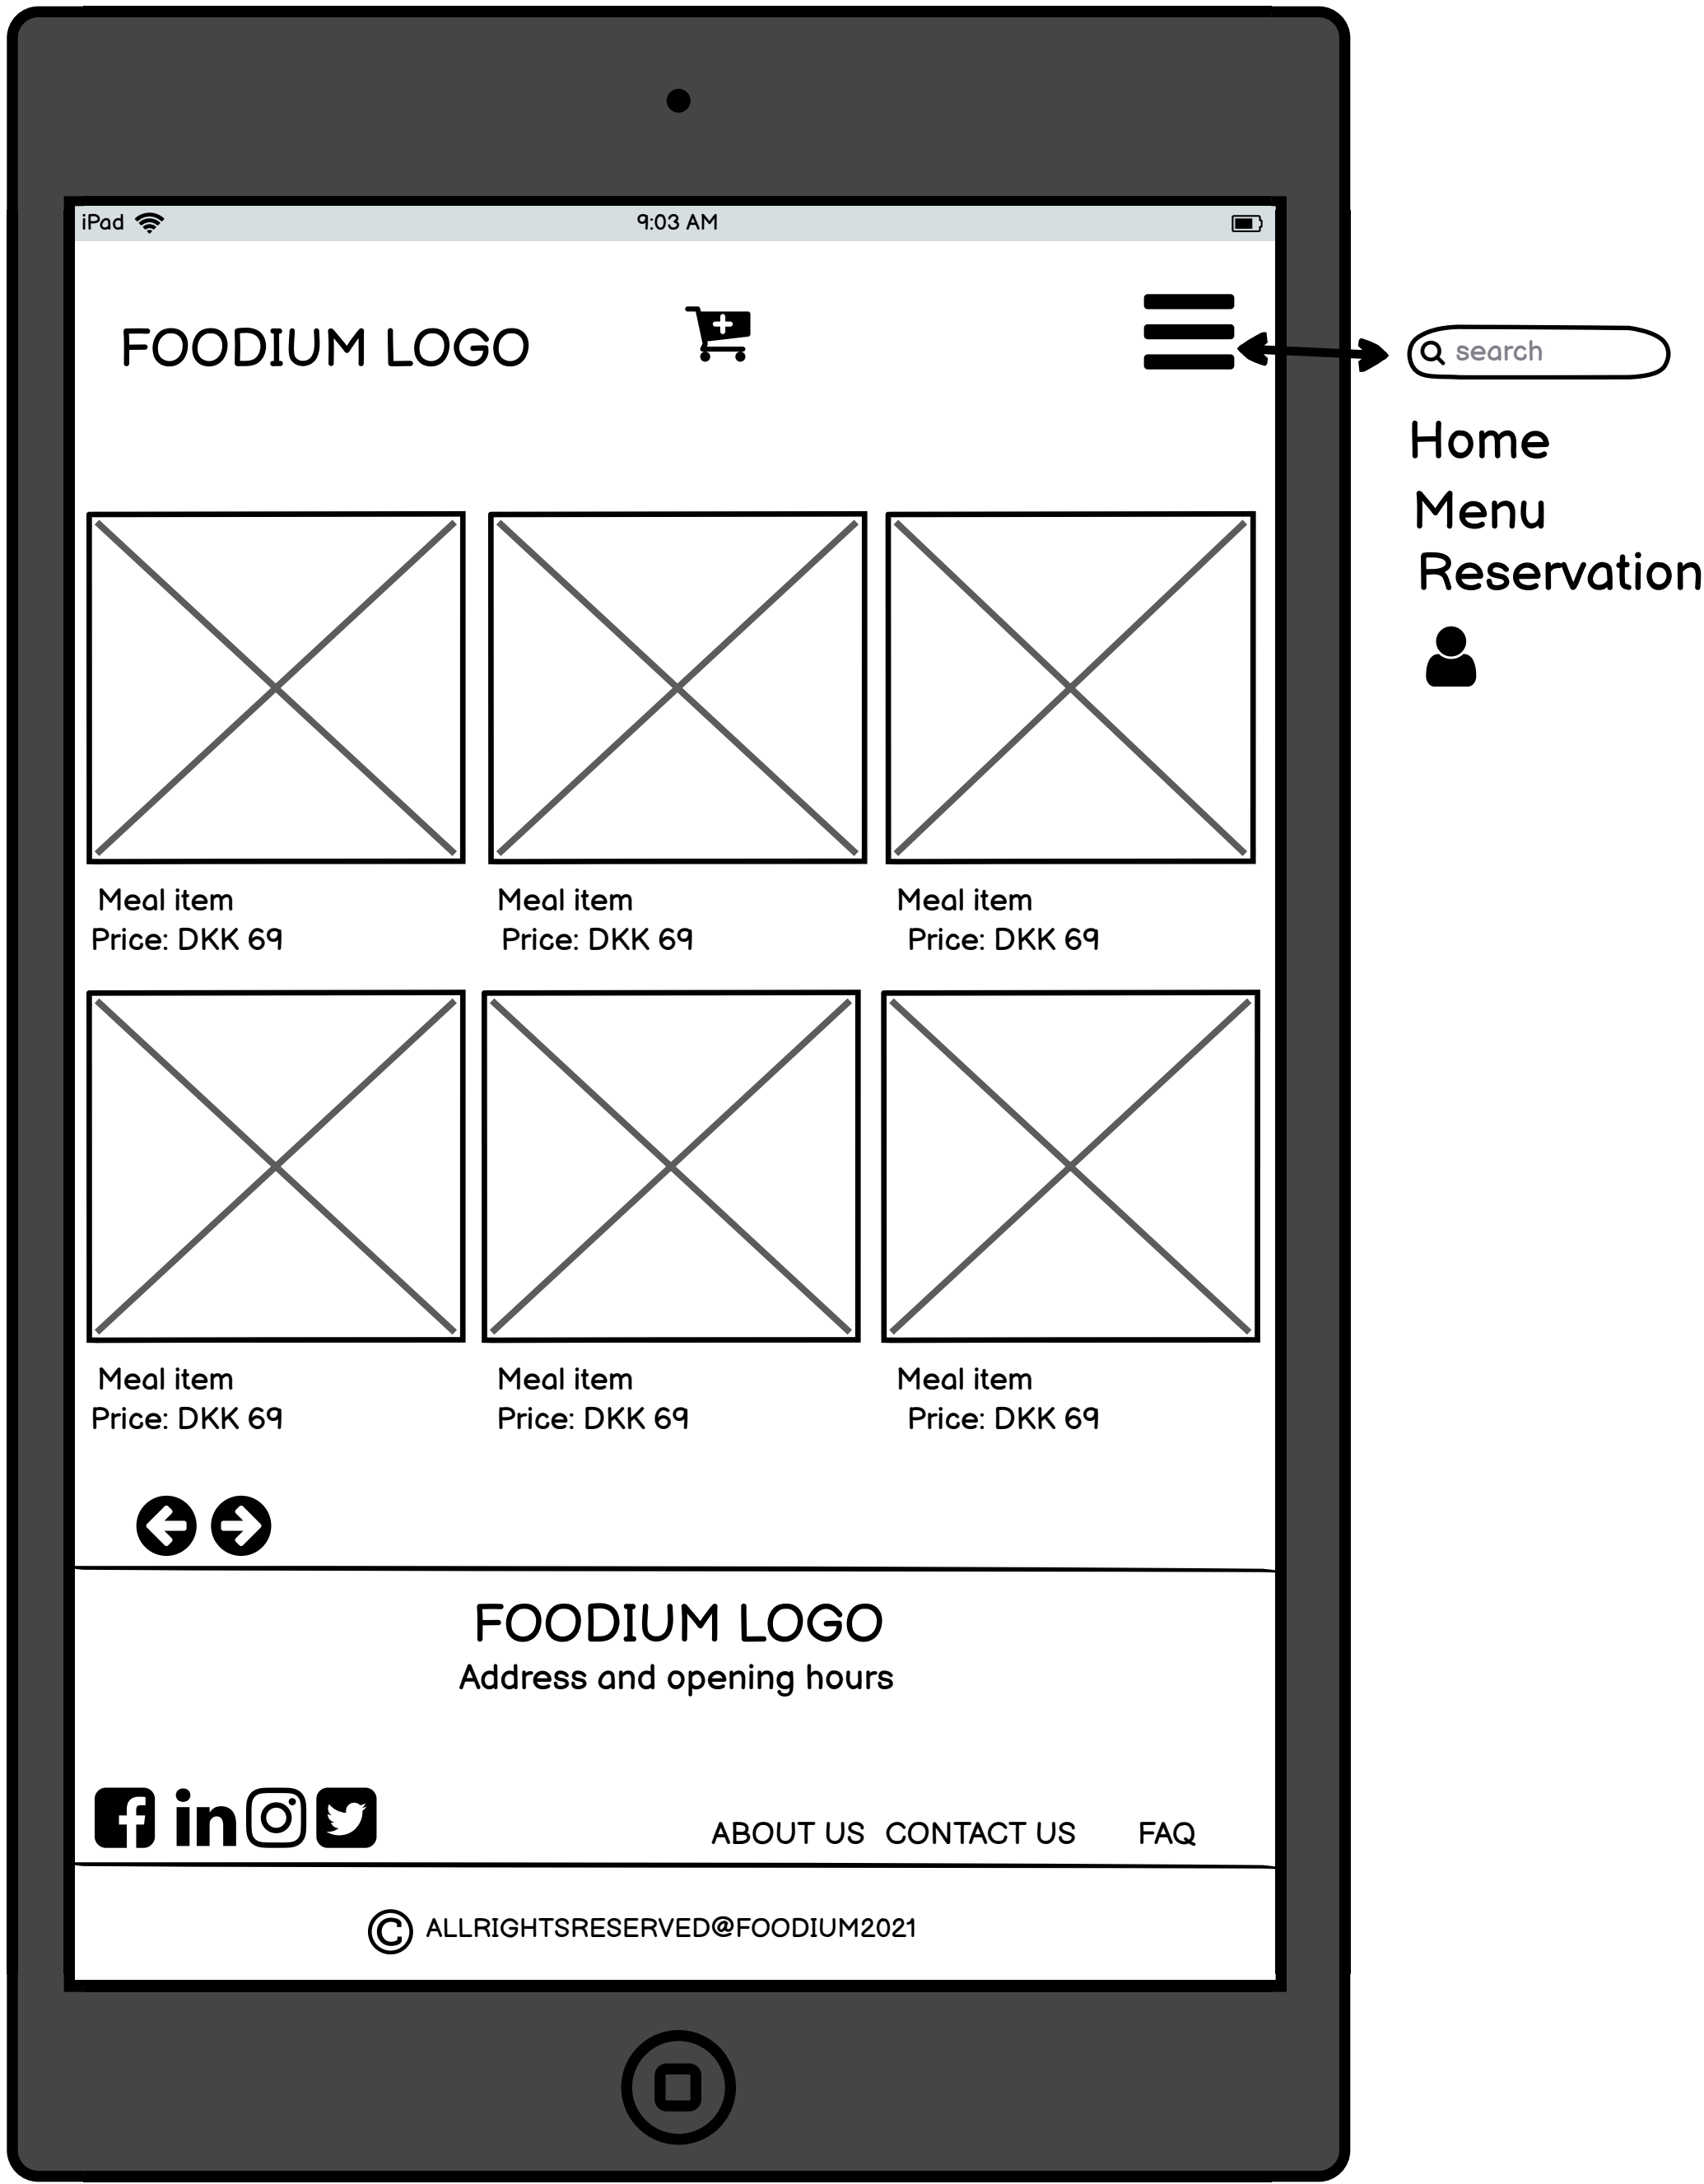 iPad 9:03 AM
FOODIUM LOGO
search
Home
Menu
Reservation
Meal item Meal item Meal item
Price: DKK 69 Price: DKK 69 Price: DKK 69
Meal item Meal item Meal item
Price: DKK 69 Price: DKK 69 Price: DKK 69
FOODIUM LOGO
Address and opening hours
ABOUT US CONTACT US FAQ
© ALLRIGHTSRESERVED@FOODIUM2021